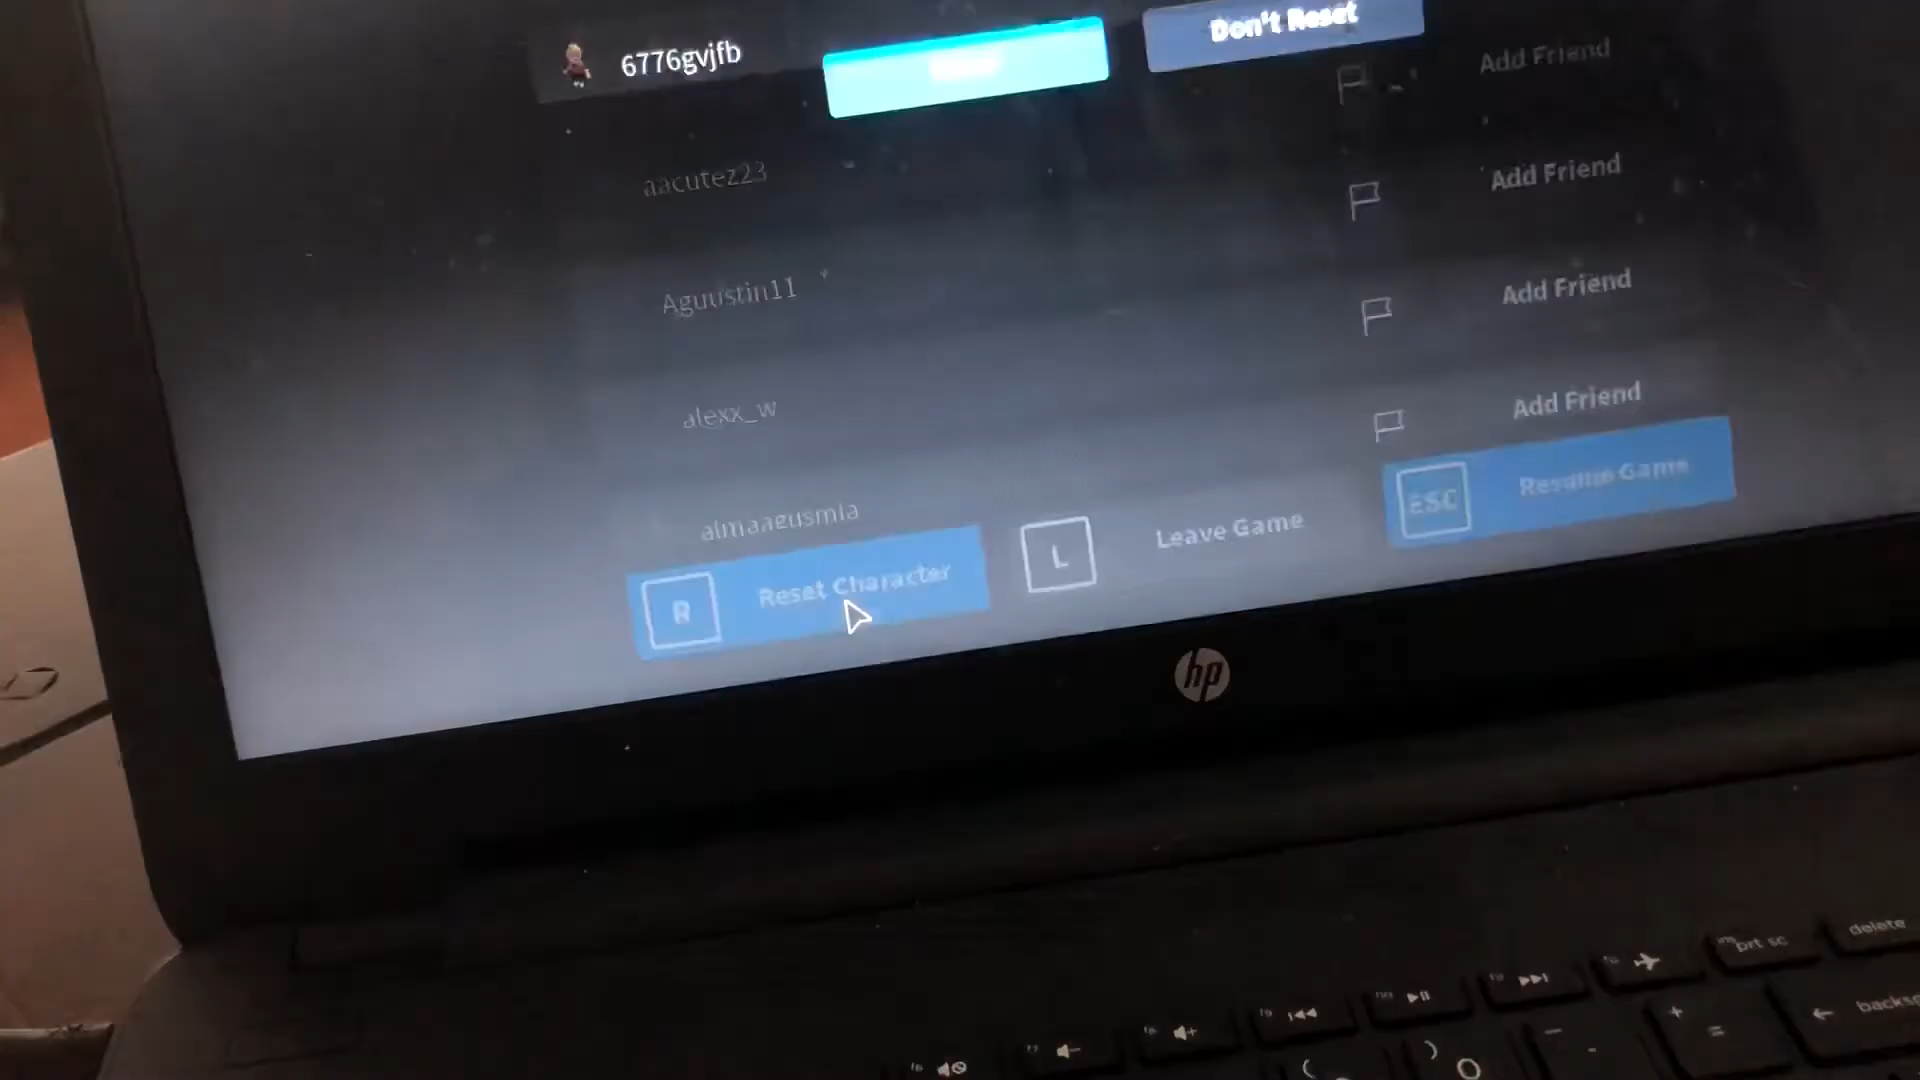 6776gvjfb
Don't Reset
Add Friend
aacutez23
Add Friend
Aguustin11
Add Friend
alexx_w
Add Friend
almaagusmia
R Reset Character
L Leave Game
ESC Resume Game
hp
prt sc
delete